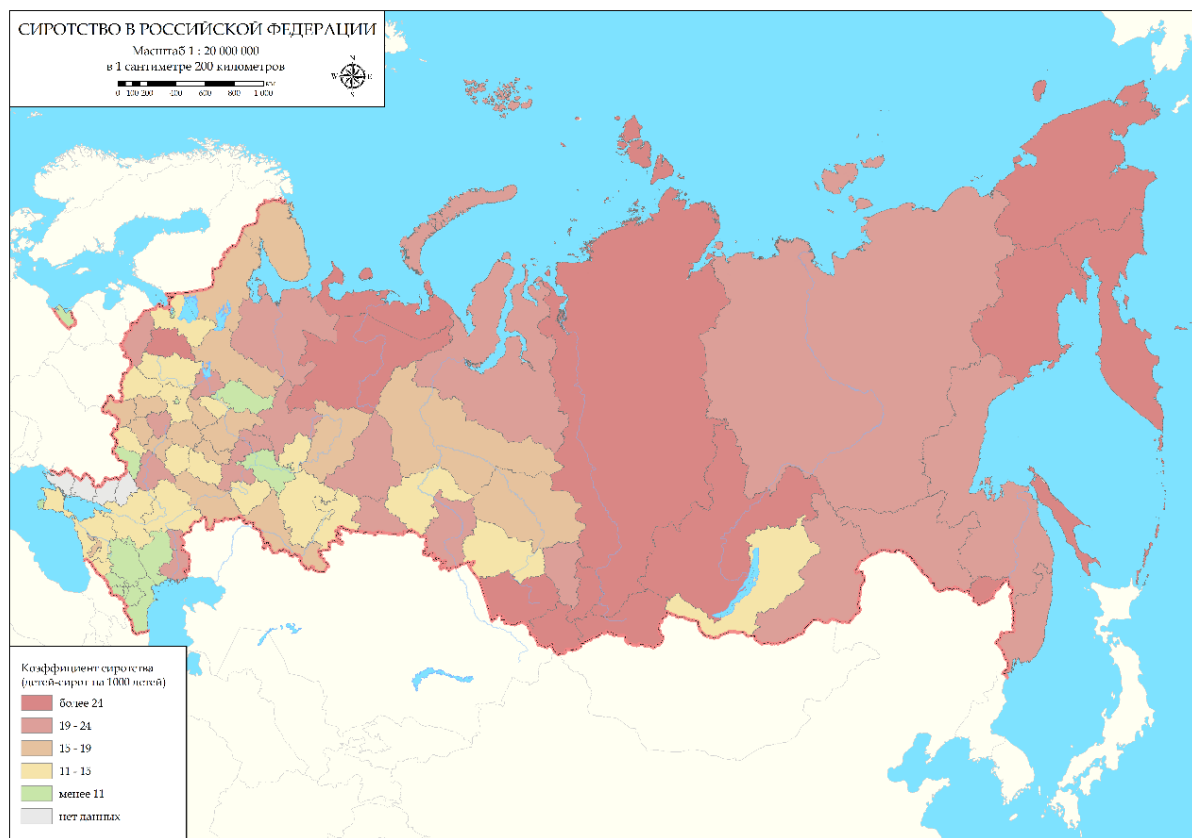 СИРОТСТВО В РОССИЙСКОЙ ФЕДЕРАЦИИ
Масштаб 1 : 20 000 000
в 1 сантиметре 200 километров
N
W E
S
0 100 200 400 600 800 1 000 км
Коэффициент сиротства
(детей-сирот на 1000 детей)
более 24
19 - 24
15 - 19
11 - 15
менее 11
нет данных